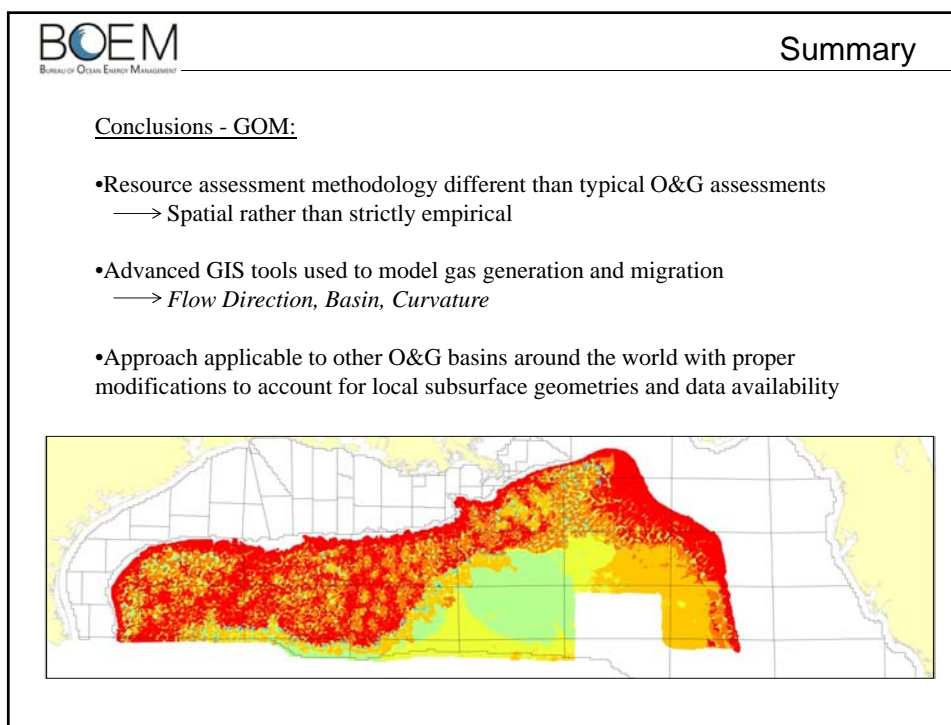 BOEM
BUREAU OF OCEAN ENERGY MANAGEMENT
Summary
Conclusions - GOM:
•Resource assessment methodology different than typical O&G assessments
⟶ Spatial rather than strictly empirical
•Advanced GIS tools used to model gas generation and migration
⟶ Flow Direction, Basin, Curvature
•Approach applicable to other O&G basins around the world with proper
modifications to account for local subsurface geometries and data availability